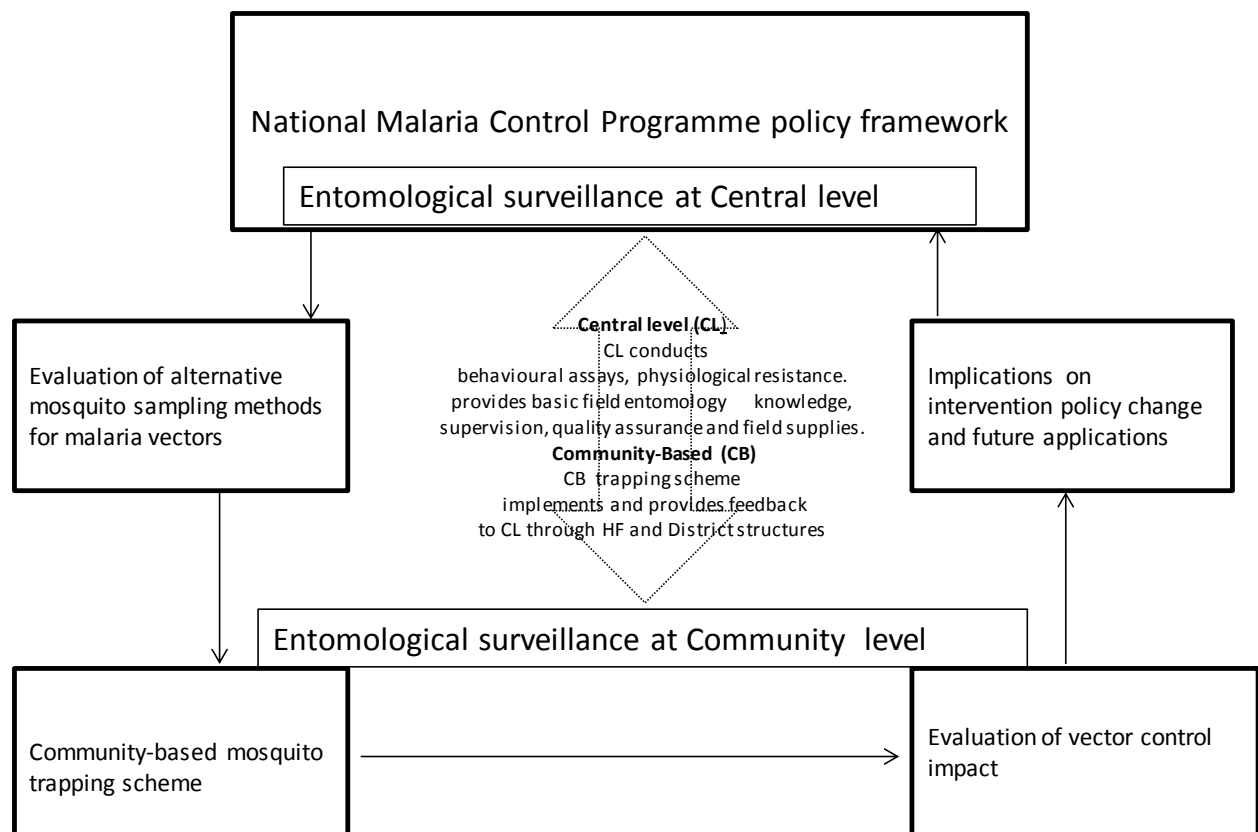 National Malaria Control Programme policy framework
Entomological surveillance at Central level
Evaluation of alternative
mosquito sampling methods
for malaria vectors
Central level (CL)
CL conducts
behavioural assays, physiological resistance.
provides basic field entomology knowledge,
supervision, quality assurance and field supplies.
Community-Based (CB)
CB trapping scheme
implements and provides feedback
to CL through HF and District structures
Implications on
intervention policy change
and future applications
Entomological surveillance at Community level
Community-based mosquito
trapping scheme
Evaluation of vector control
impact